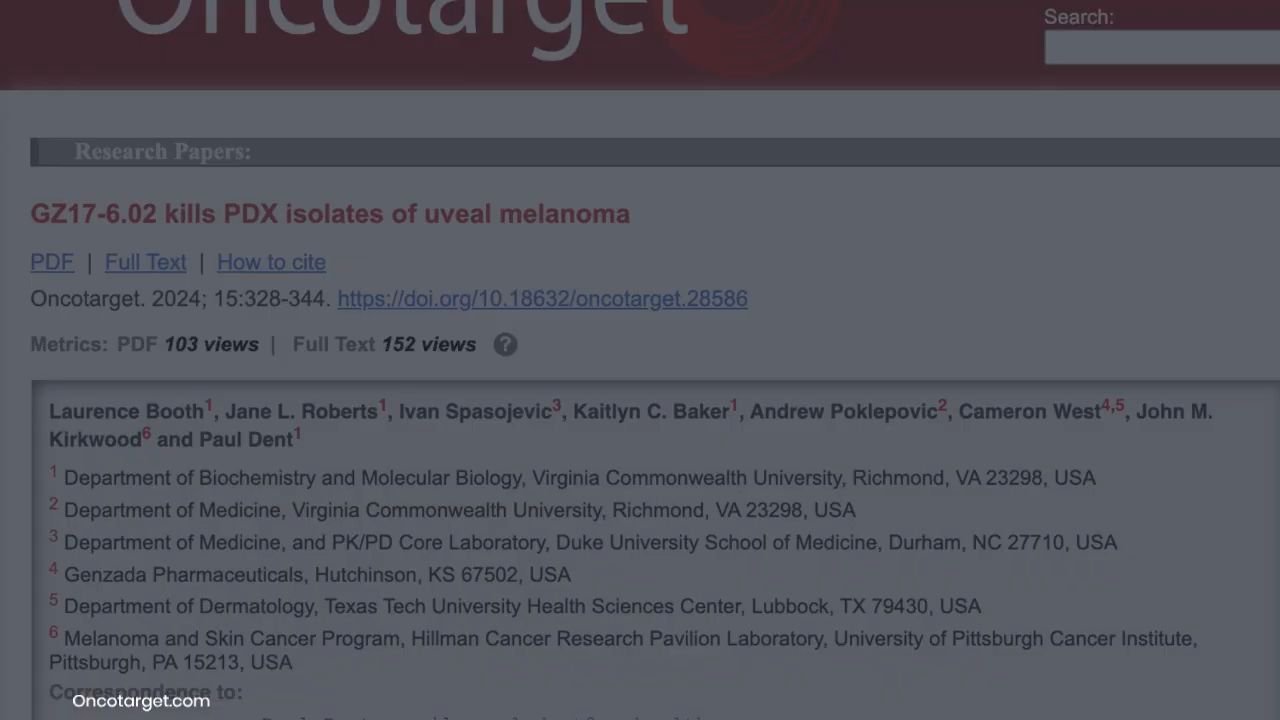 Oncotarget
Search:
Research Papers:
GZ17-6.02 kills PDX isolates of uveal melanoma
PDF | Full Text | How to cite
Oncotarget. 2024; 15:328-344. https://doi.org/10.18632/oncotarget.28586
Metrics: PDF 103 views | Full Text 152 views ?
Laurence Booth1, Jane L. Roberts1, Ivan Spasojevic3, Kaitlyn C. Baker1, Andrew Poklepovic2, Cameron West4,5, John M.
Kirkwood6 and Paul Dent1
1 Department of Biochemistry and Molecular Biology, Virginia Commonwealth University, Richmond, VA 23298, USA
2 Department of Medicine, Virginia Commonwealth University, Richmond, VA 23298, USA
3 Department of Medicine, and PK/PD Core Laboratory, Duke University School of Medicine, Durham, NC 27710, USA
4 Genzada Pharmaceuticals, Hutchinson, KS 67502, USA
5 Department of Dermatology, Texas Tech University Health Sciences Center, Lubbock, TX 79430, USA
6 Melanoma and Skin Cancer Program, Hillman Cancer Research Pavilion Laboratory, University of Pittsburgh Cancer Institute,
Pittsburgh, PA 15213, USA
Correspondence to:
Oncotarget.com